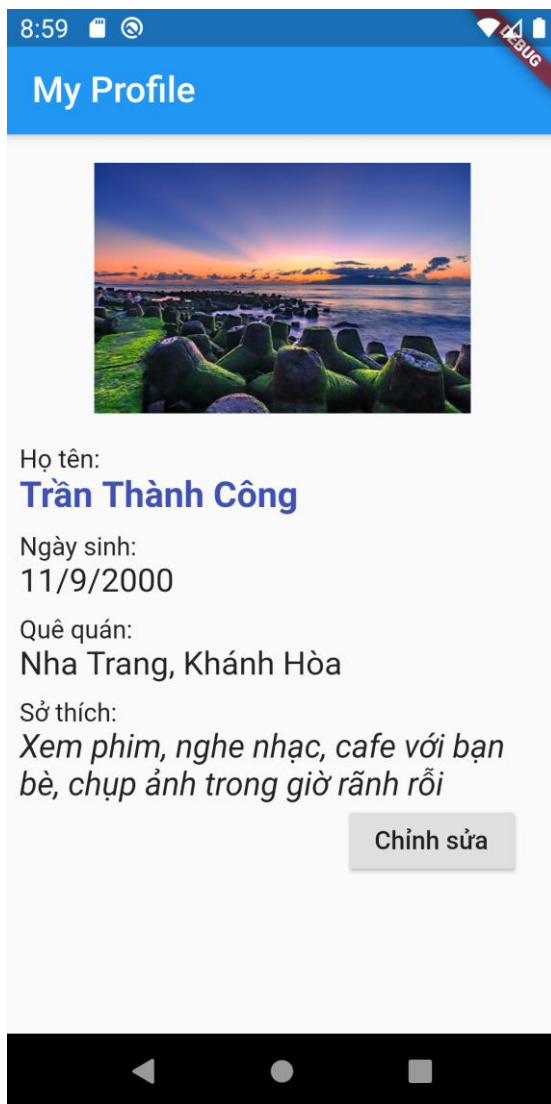 8:59
DEBUG
My Profile
Họ tên:
Trần Thành Công
Ngày sinh:
11/9/2000
Quê quán:
Nha Trang, Khánh Hòa
Sở thích:
Xem phim, nghe nhạc, cafe với bạn
bè, chụp ảnh trong giờ rãnh rỗi
Chỉnh sửa